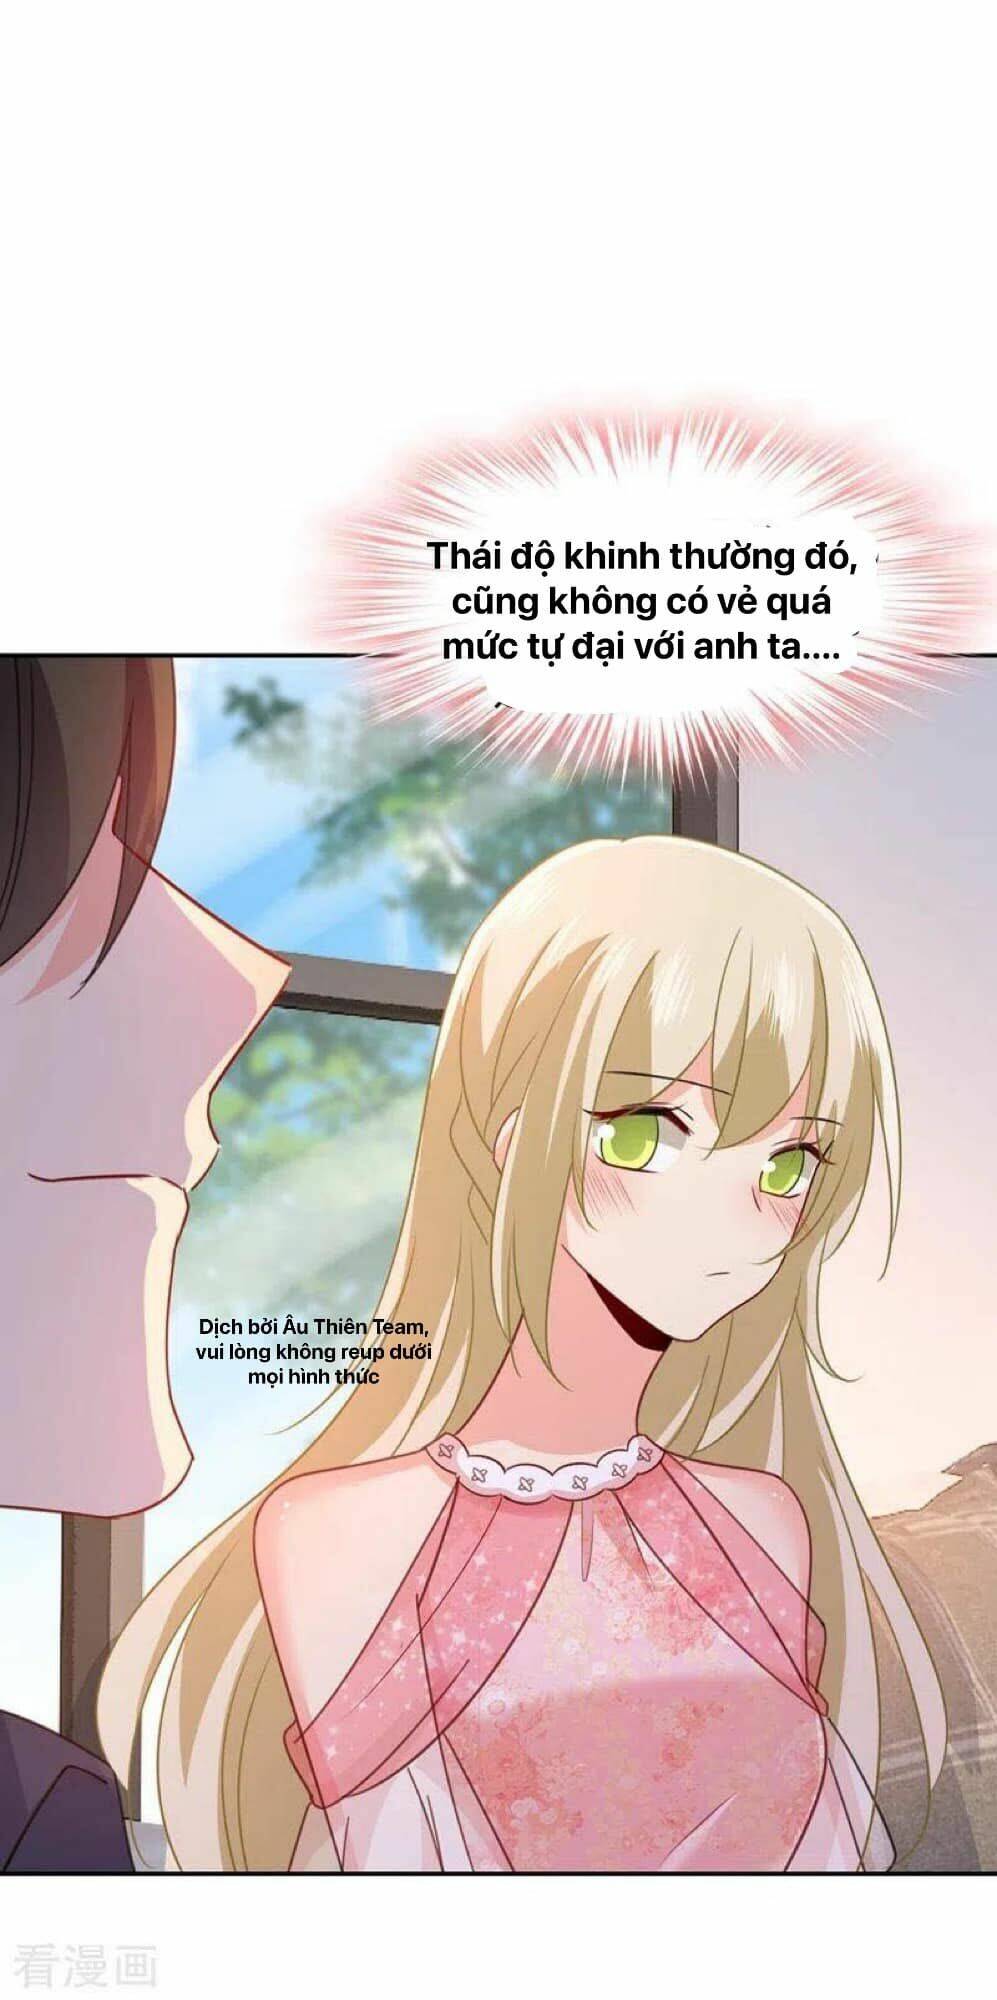 Thái độ khinh thường đó,
cũng không có vẻ quá
mức tự đại với anh ta....
Dịch bởi Âu Thiên Team,
vui lòng không reup dưới
mọi hình thức
看漫画